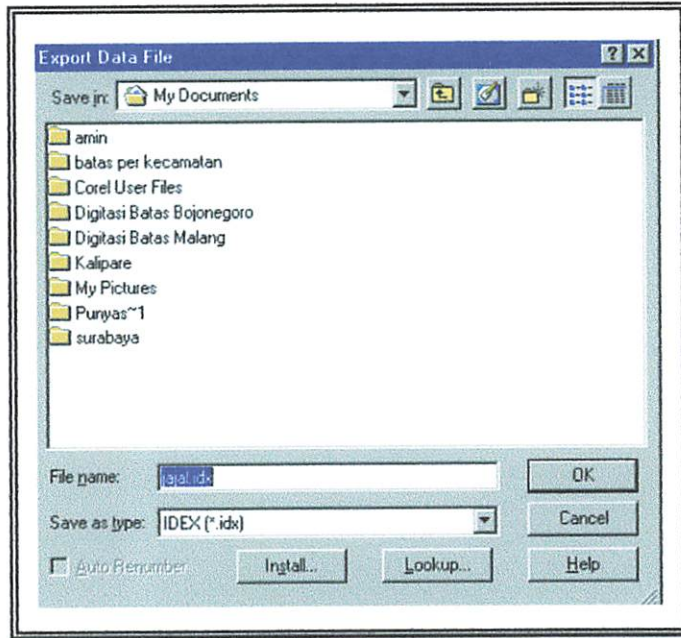 Export Data File
Save in: My Documents
amin
batas per kecamatan
Corel User Files
Digitasi Batas Bojonegoro
Digitasi Batas Malang
Kalipare
My Pictures
Punyas~1
surabaya
File name: jajal.idx OK
Save as type: IDEX (*.idx) Cancel
Auto Renumber Install... Lookup... Help